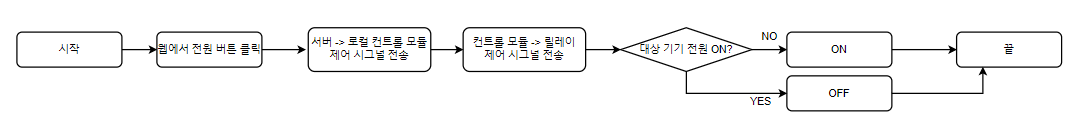 시작
웹에서 전원 버튼 클릭
서버 -> 로컬 컨트롤 모듈
제어 시그널 전송
컨트롤 모듈 -> 릴레이
제어 시그널 전송
대상 기기 전원 ON?
NO
ON
끝
YES
OFF